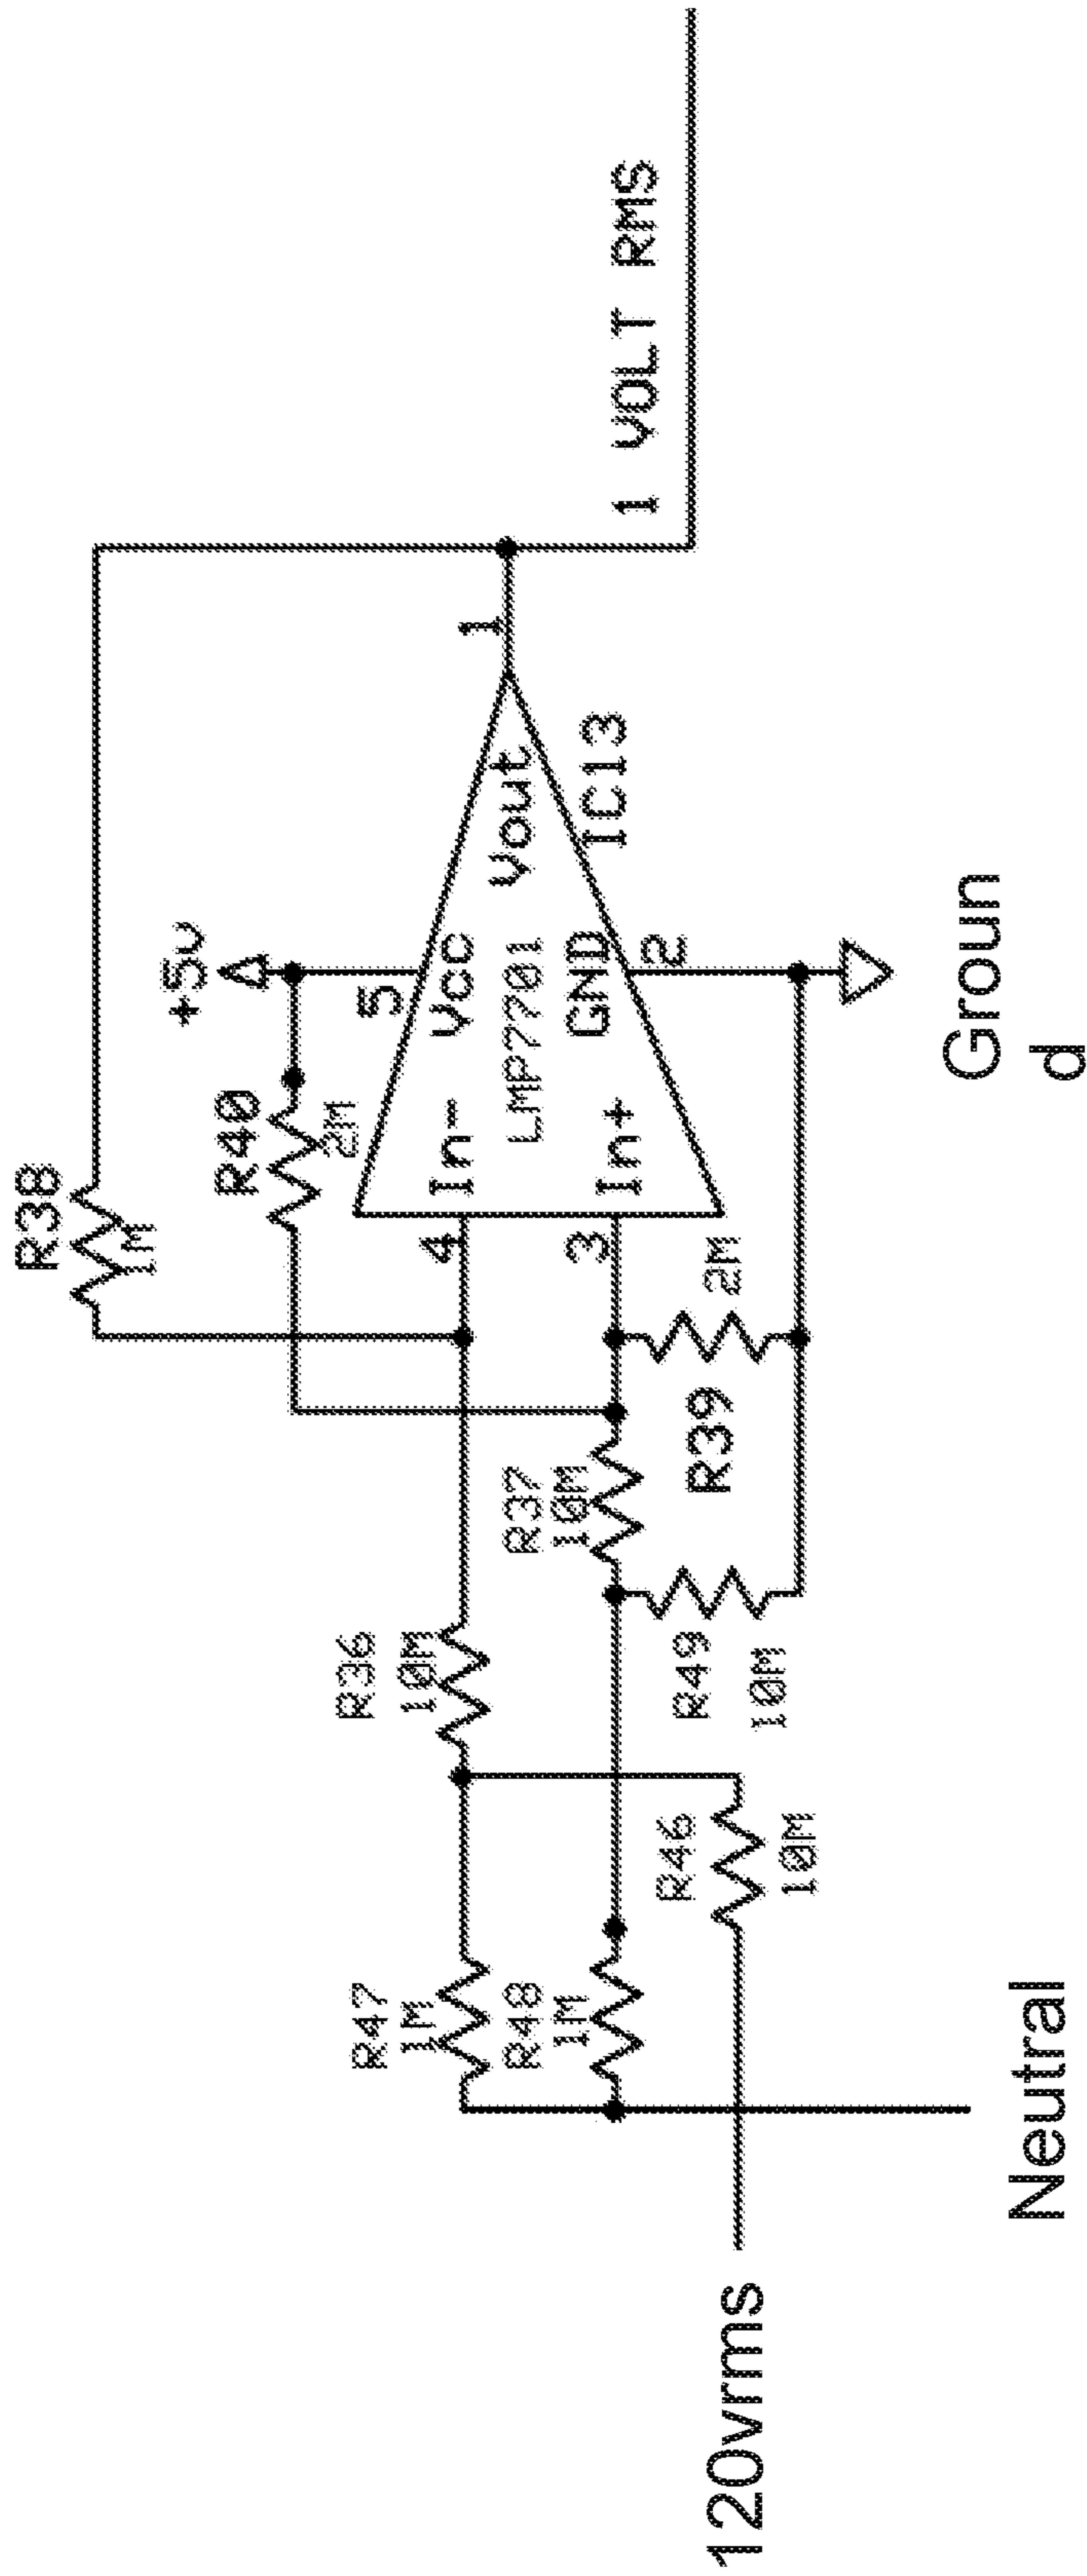 R38
1M
+5v
R40
2M
5
Vcc
4
In-
LMP7701
Vout
1
3
In+
GND
2
IC13
1 VOLT RMS
R36
10M
R37
10M
2M
R39
R47
1M
R48
1M
R49
10M
R46
10M
120vrms
Neutral
Groun
d